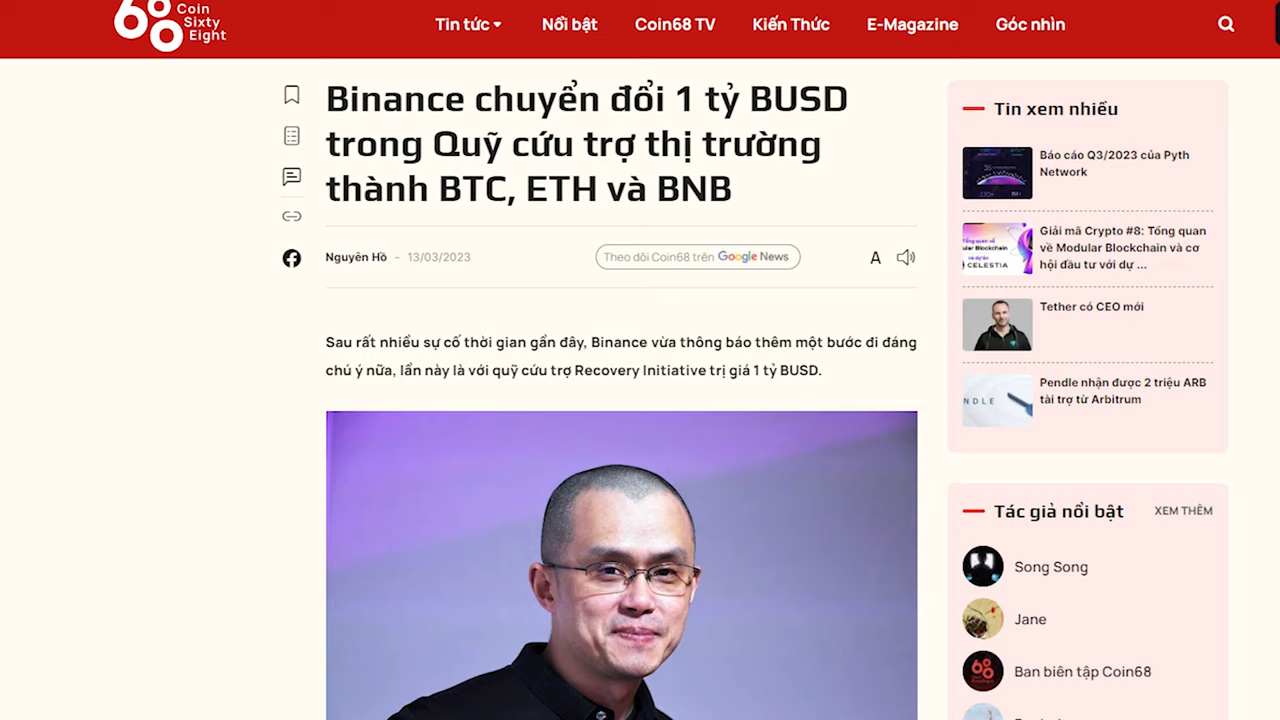 68
Coin
Sixty
Eight
Tin tức
Nổi bật
Coin68 TV
Kiến Thức
E-Magazine
Góc nhìn
Binance chuyển đổi 1 tỷ BUSD
trong Quỹ cứu trợ thị trường
thành BTC, ETH và BNB
Nguyên Hồ - 13/03/2023
Theo dõi Coin68 trên Google News
A
Sau rất nhiều sự cố thời gian gần đây, Binance vừa thông báo thêm một bước đi đáng
chú ý nữa, lần này là với quỹ cứu trợ Recovery Initiative trị giá 1 tỷ BUSD.
Tin xem nhiều
Báo cáo Q3/2023 của Pyth
Network
Giải mã Crypto #8: Tổng quan
về Modular Blockchain và cơ
hội đầu tư với dự ...
Tether có CEO mới
Pendle nhận được 2 triệu ARB
tài trợ từ Arbitrum
NDLE
Tác giả nổi bật
XEM THÊM
Song Song
Jane
Ban biên tập Coin68